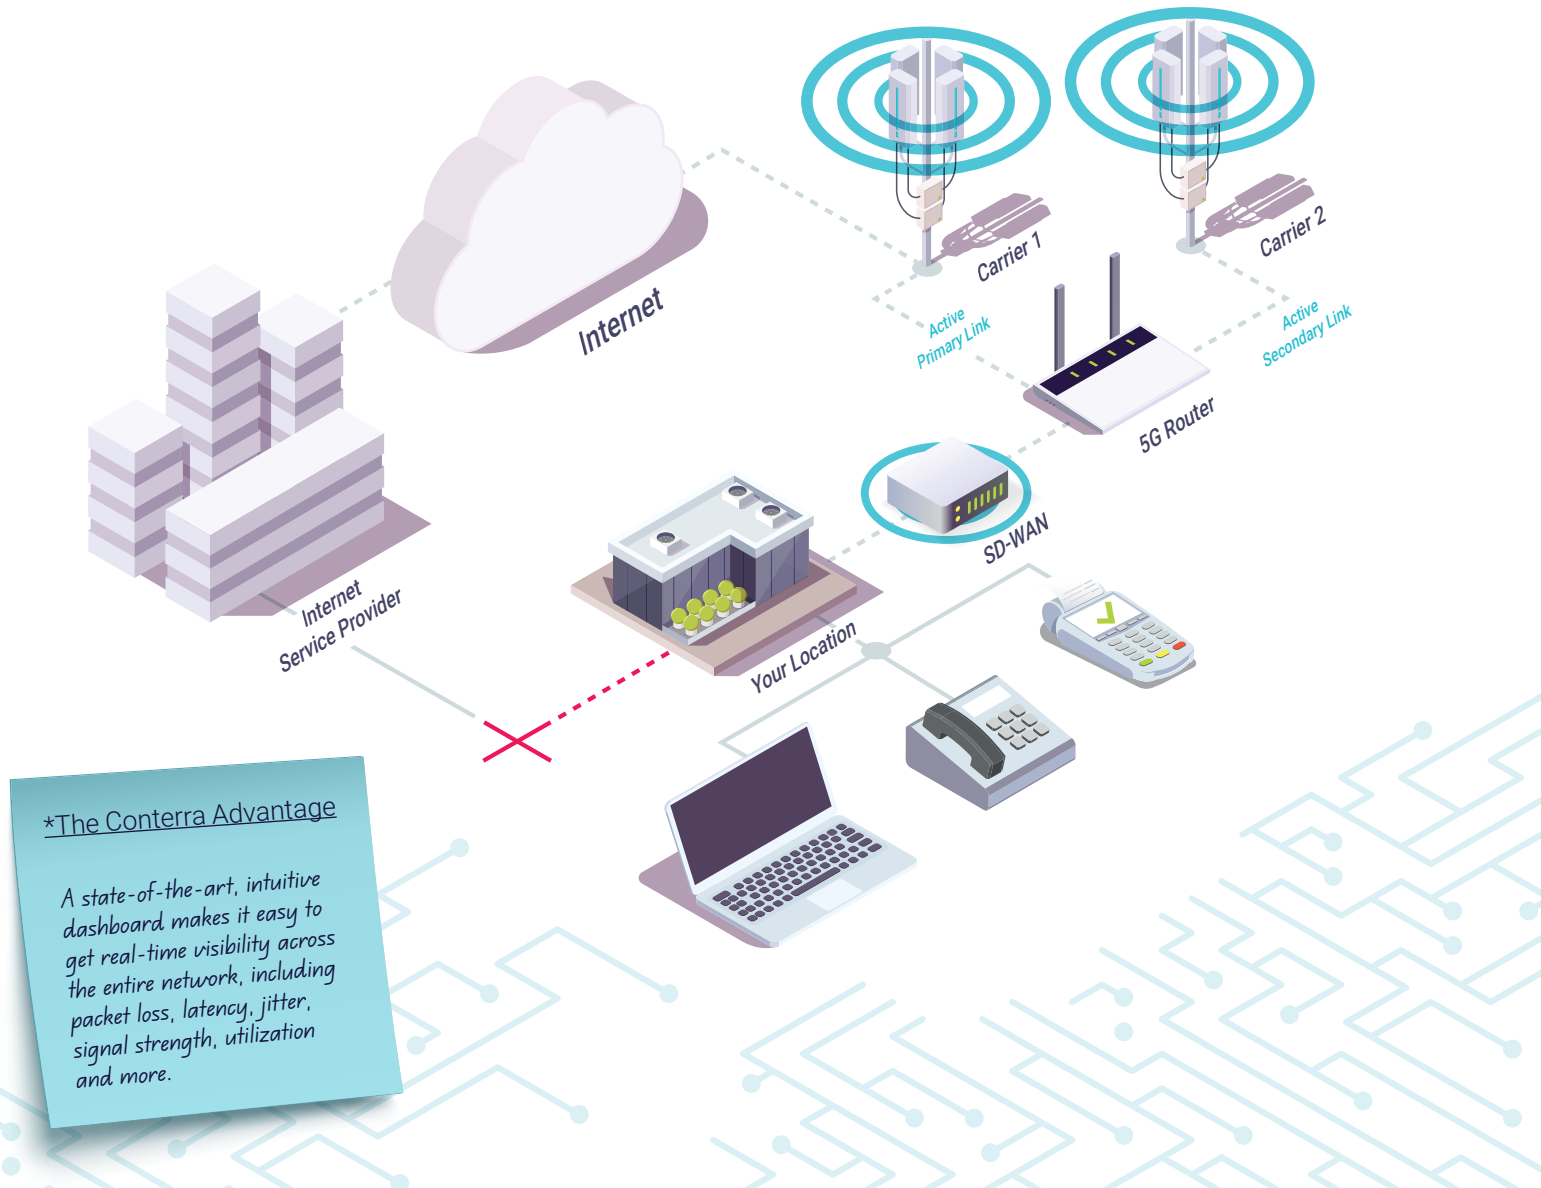 Internet
Carrier 1
Carrier 2
Active
Primary Link
Active
Secondary Link
5G Router
SD-WAN
Internet
Service Provider
Your Location
*The Conterra Advantage
A state-of-the-art, intuitive
dashboard makes it easy to
get real-time visibility across
the entire network, including
packet loss, latency, jitter,
signal strength, utilization
and more.